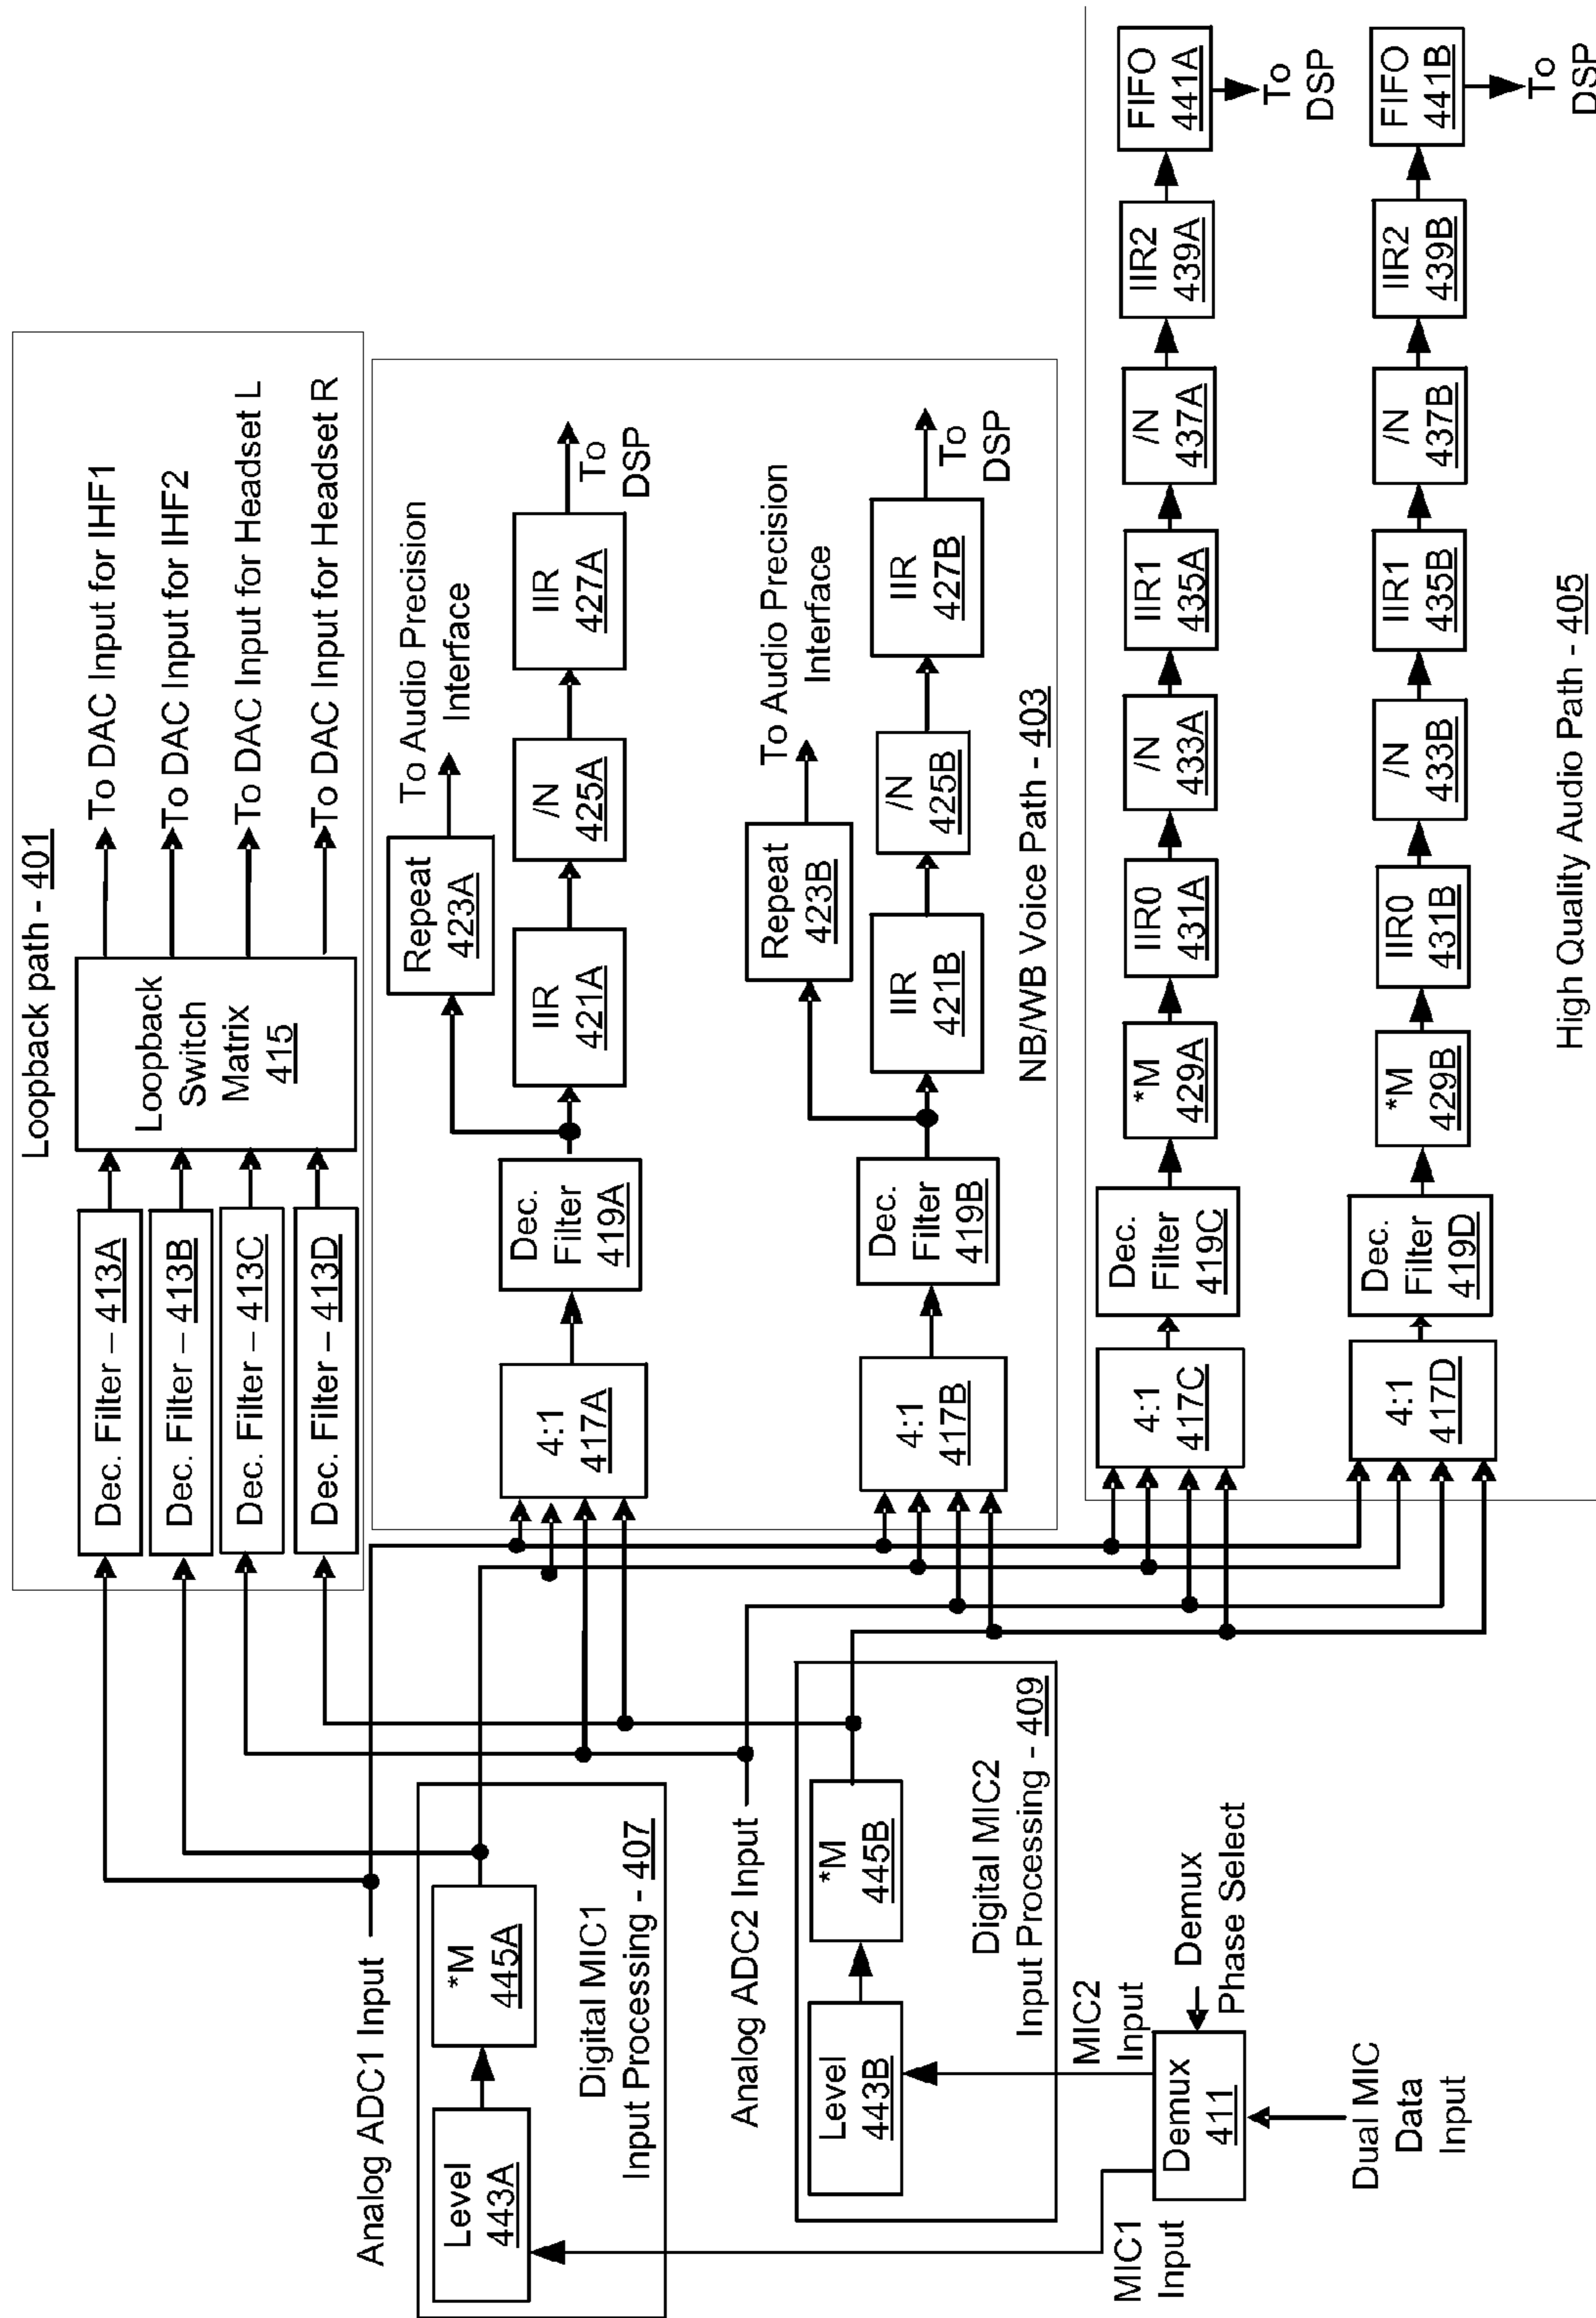 Loopback path - 401
Dec. Filter – 413A
Dec. Filter – 413B
Dec. Filter – 413C
Dec. Filter – 413D
Loopback
Switch
Matrix
415
To DAC Input for IHF1
To DAC Input for IHF2
To DAC Input for Headset L
To DAC Input for Headset R
Analog ADC1 Input
Level
443A
*M
445A
Digital MIC1
Input Processing - 407
Analog ADC2 Input
Level
443B
*M
445B
Digital MIC2
Input Processing - 409
MIC1
Input
MIC2
Input
Demux
411
Demux
Phase Select
Dual MIC
Data
Input
4:1
417A
Dec.
Filter
419A
Repeat
423A
To Audio Precision
Interface
IIR
421A
/N
425A
IIR
427A
To
DSP
4:1
417B
Dec.
Filter
419B
Repeat
423B
To Audio Precision
Interface
IIR
421B
/N
425B
IIR
427B
To
DSP
NB/WB Voice Path - 403
4:1
417C
Dec.
Filter
419C
*M
429A
IIR0
431A
/N
433A
IIR1
435A
/N
437A
IIR2
439A
FIFO
441A
To
DSP
4:1
417D
Dec.
Filter
419D
*M
429B
IIR0
431B
/N
433B
IIR1
435B
/N
437B
IIR2
439B
FIFO
441B
To
DSP
High Quality Audio Path - 405